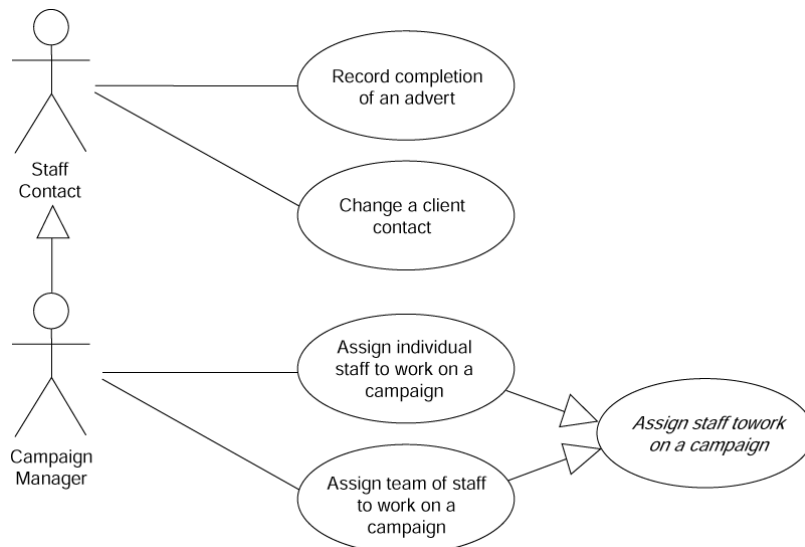 Record completion
of an advert
Staff
Contact
Change a client
contact
Assign individual
staff to work on a
campaign
Assign staff towork
on a campaign
Campaign
Manager
Assign team of staff
to work on a
campaign